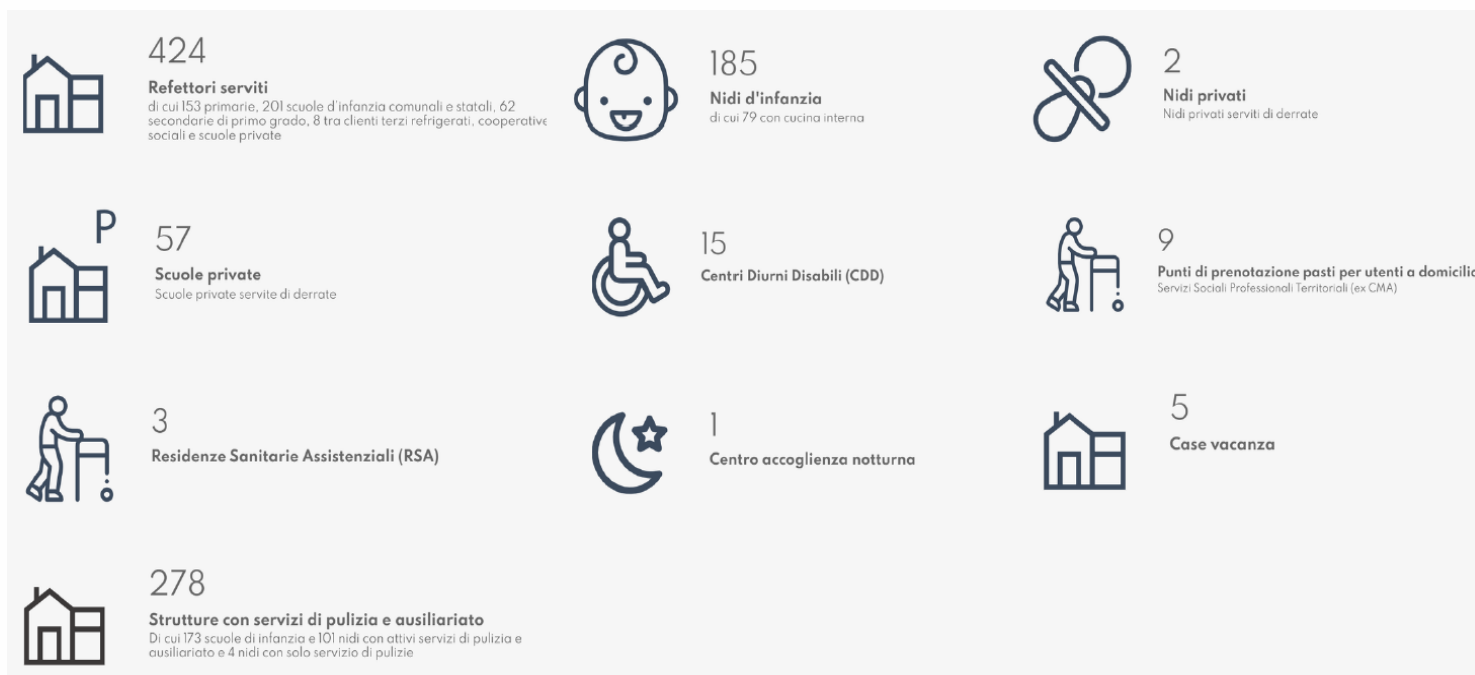 424
Refettori serviti
di cui 153 primarie, 201 scuole d'infanzia comunali e statali, 62
secondarie di primo grado, 8 tra clienti terzi refrigerati, cooperative
sociali e scuole private
185
Nidi d'infanzia
di cui 79 con cucina interna
2
Nidi privati
Nidi privati serviti di derrate
P
57
Scuole private
Scuole private servite di derrate
15
Centri Diurni Disabili (CDD)
9
Punti di prenotazione pasti per utenti a domicilio
Servizi Sociali Professionali Territoriali (ex CMA)
3
Residenze Sanitarie Assistenziali (RSA)
1
Centro accoglienza notturna
5
Case vacanza
278
Strutture con servizi di pulizia e ausiliariato
Di cui 173 scuole di infanzia e 101 nidi con attivi servizi di pulizia e
ausiliariato e 4 nidi con solo servizio di pulizie